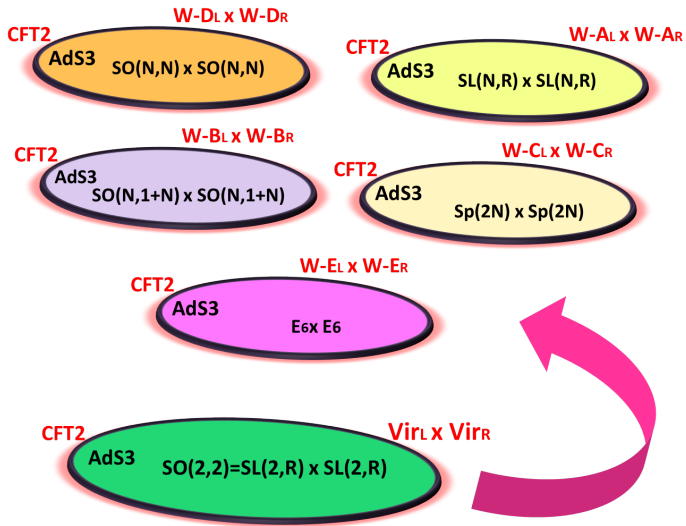 W-DL x W-DR
CFT2
AdS3
SO(N,N) x SO(N,N)
W-AL x W-AR
CFT2
AdS3
SL(N,R) x SL(N,R)
W-BL x W-BR
CFT2
AdS3
SO(N,1+N) x SO(N,1+N)
W-CL x W-CR
CFT2
AdS3
Sp(2N) x Sp(2N)
W-EL x W-ER
CFT2
AdS3
E6x E6
VirL x VirR
CFT2
AdS3
SO(2,2)=SL(2,R) x SL(2,R)